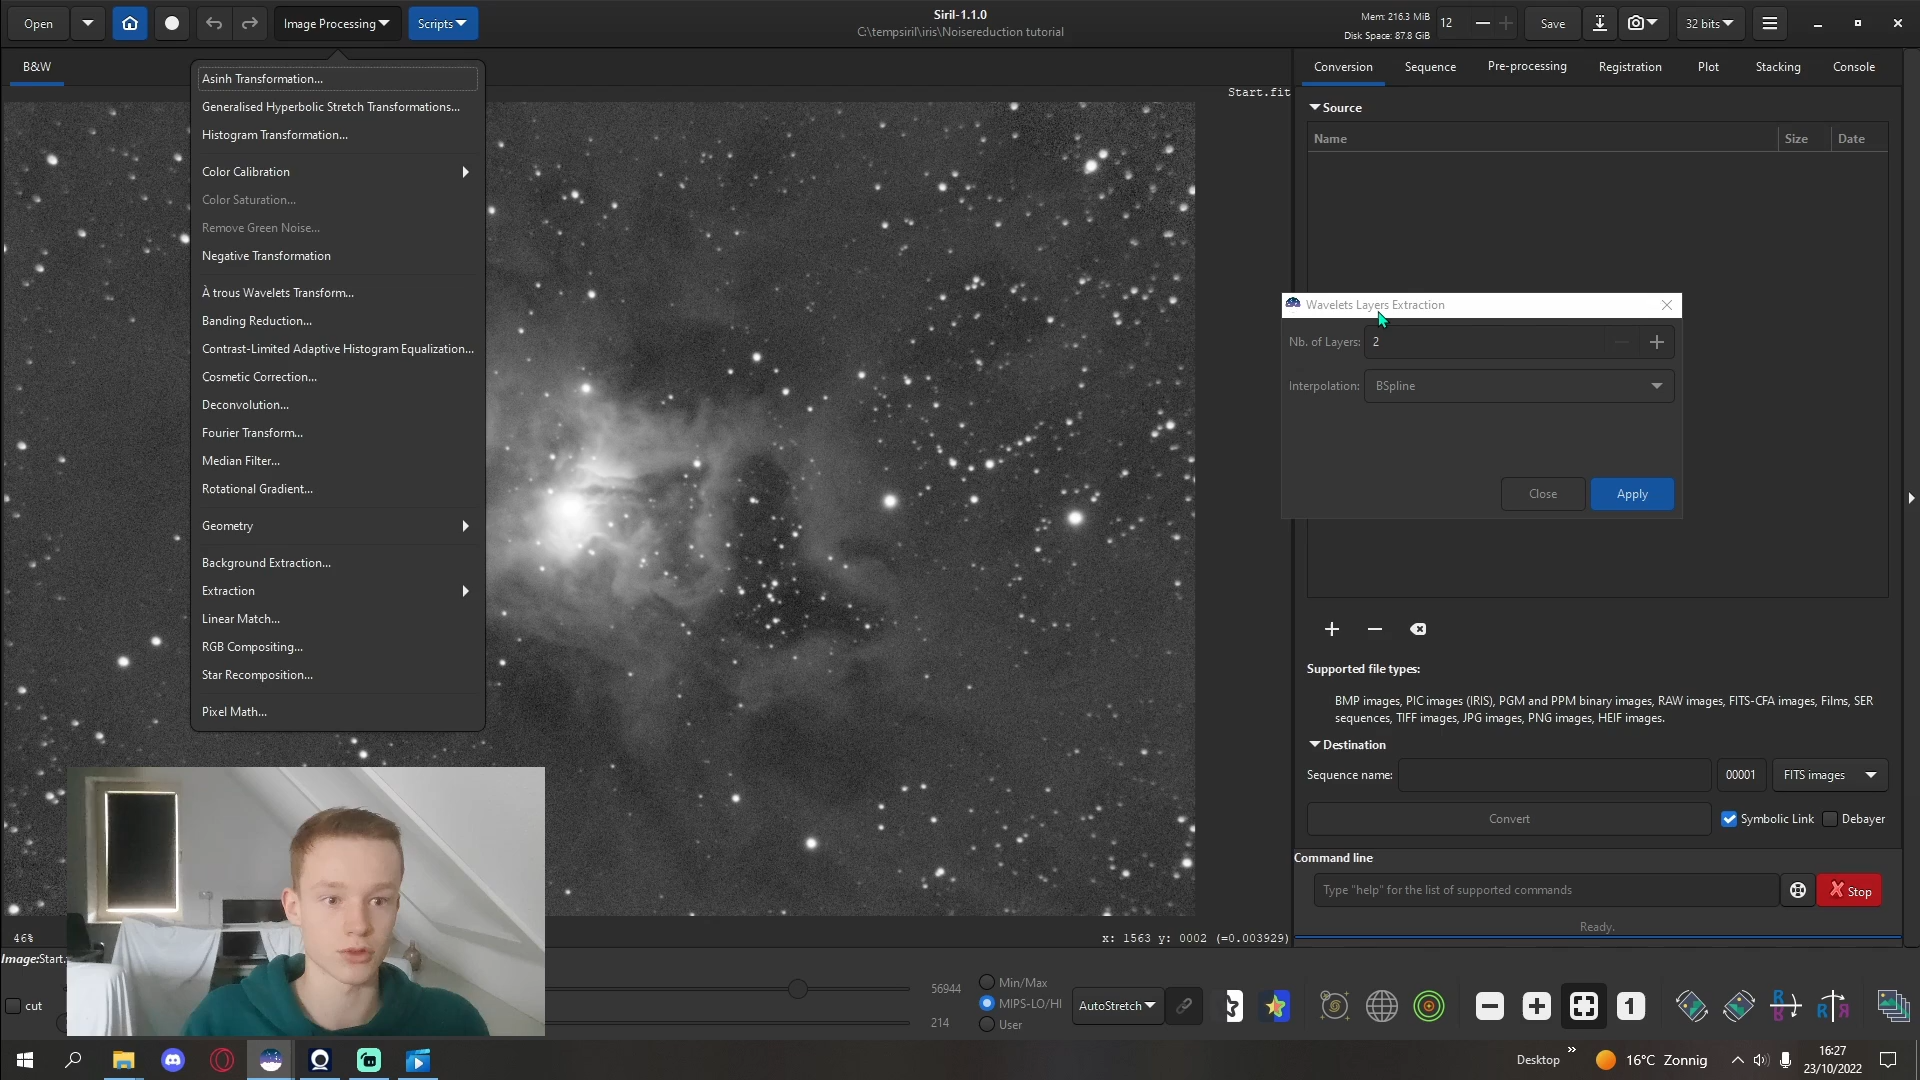 Open
Image Processing
Scripts
Siril-1.1.0
C:\tempsiril\iris\Noisereduction tutorial
Mem: 216.3 MiB
Disk Space: 87.8 GiB
12
Save
32 bits
B&W
Asinh Transformation...
Generalised Hyperbolic Stretch Transformations...
Histogram Transformation...
Color Calibration
Color Saturation...
Remove Green Noise...
Negative Transformation
À trous Wavelets Transform...
Banding Reduction...
Contrast-Limited Adaptive Histogram Equalization...
Cosmetic Correction...
Deconvolution...
Fourier Transform...
Median Filter...
Rotational Gradient...
Geometry
Background Extraction...
Extraction
Linear Match...
RGB Compositing...
Star Recomposition...
Pixel Math...
Start.fit
Conversion
Sequence
Pre-processing
Registration
Plot
Stacking
Console
Source
Name
Size
Date
Wavelets Layers Extraction
Nb. of Layers: 2
Interpolation: BSpline
Close
Apply
Supported file types:
BMP images, PIC images (IRIS), PGM and PPM binary images, RAW images, FITS-CFA images, Films, SER
sequences, TIFF images, JPG images, PNG images, HEIF images.
Destination
Sequence name:
00001
FITS images
Convert
Symbolic Link
Debayer
Command line
Type "help" for the list of supported commands
Stop
Ready.
46%
x: 1563 y: 0002 (=0.003929)
Image:Start.
cut
56944
214
Min/Max
MIPS-LO/HI
User
AutoStretch
1
R
R
R R
Desktop
16°C Zonnig
16:27
23/10/2022